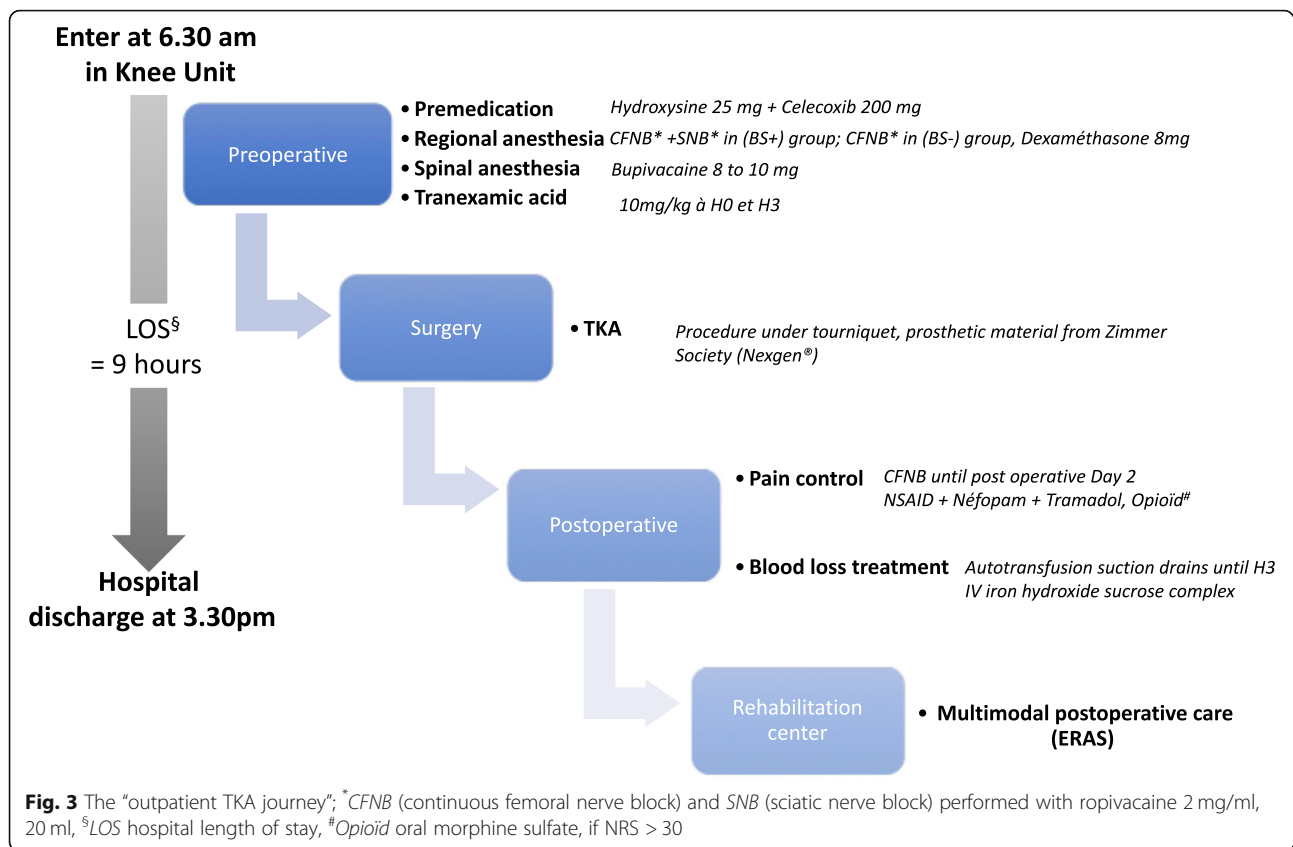 Enter at 6.30 am
in Knee Unit
Preoperative
• Premedication Hydroxysine 25 mg + Celecoxib 200 mg
• Regional anesthesia CFNB* +SNB* in (BS+) group; CFNB* in (BS-) group, Dexaméthasone 8mg
• Spinal anesthesia Bupivacaine 8 to 10 mg
• Tranexamic acid 10mg/kg à H0 et H3
LOS§
= 9 hours
Surgery
• TKA Procedure under tourniquet, prosthetic material from Zimmer
Society (Nexgen®)
Postoperative
• Pain control CFNB until post operative Day 2
NSAID + Néfopam + Tramadol, Opioïd#
• Blood loss treatment Autotransfusion suction drains until H3
IV iron hydroxide sucrose complex
Hospital
discharge at 3.30pm
Rehabilitation
center
• Multimodal postoperative care
(ERAS)
Fig. 3 The “outpatient TKA journey”; *CFNB (continuous femoral nerve block) and SNB (sciatic nerve block) performed with ropivacaine 2 mg/ml,
20 ml, §LOS hospital length of stay, #Opioïd oral morphine sulfate, if NRS > 30